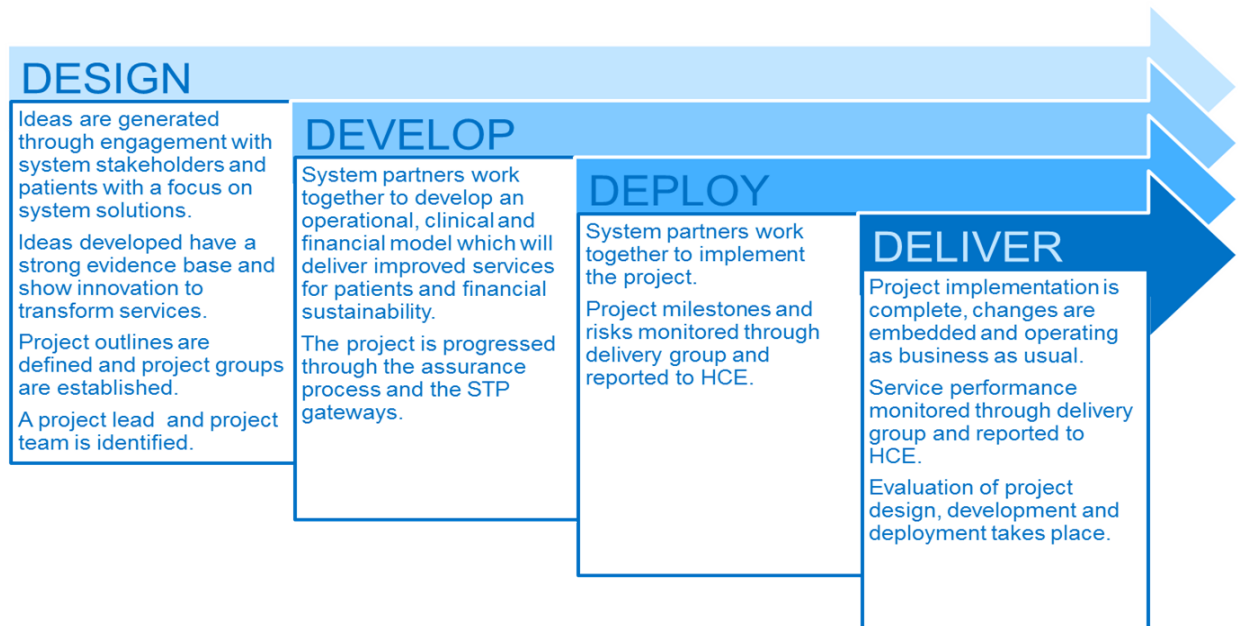 DESIGN
Ideas are generated
through engagement with
system stakeholders and
patients with a focus on
system solutions.
Ideas developed have a
strong evidence base and
show innovation to
transform services.
Project outlines are
defined and project groups
are established.
A project lead and project
team is identified.
DEVELOP
System partners work
together to develop an
operational, clinical and
financial model which will
deliver improved services
for patients and financial
sustainability.
The project is progressed
through the assurance
process and the STP
gateways.
DEPLOY
System partners work
together to implement
the project.
Project milestones and
risks monitored through
delivery group and
reported to HCE.
DELIVER
Project implementation is
complete, changes are
embedded and operating
as business as usual.
Service performance
monitored through delivery
group and reported to
HCE.
Evaluation of project
design, development and
deployment takes place.